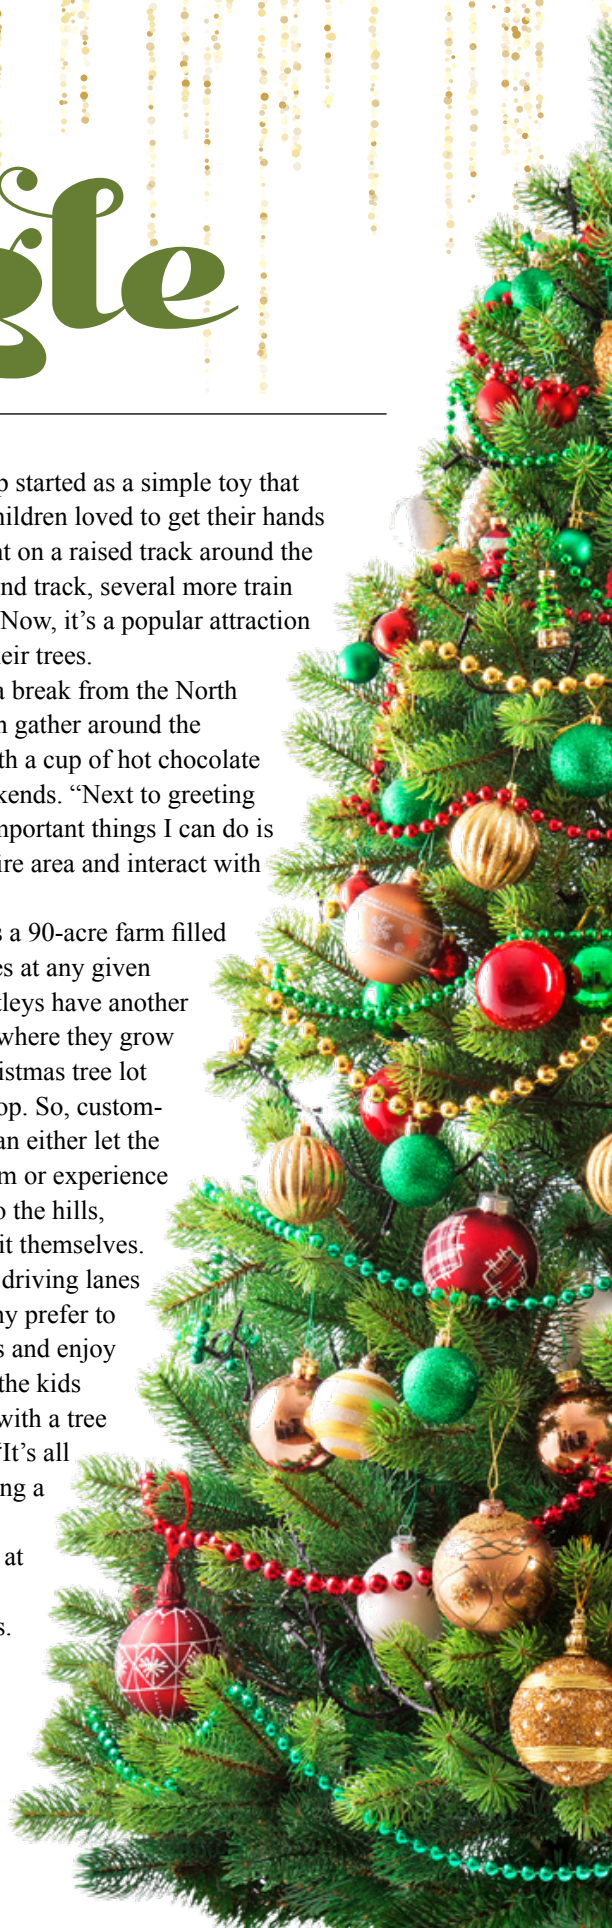 gle
p started as a simple toy that
hildren loved to get their hands
nt on a raised track around the
nd track, several more train
Now, it’s a popular attraction
eir trees.
a break from the North
n gather around the
th a cup of hot chocolate
kends. “Next to greeting
mportant things I can do is
ire area and interact with
s a 90-acre farm filled
es at any given
tleys have another
where they grow
istmas tree lot
op. So, custom-
an either let the
m or experience
o the hills,
it themselves.
driving lanes
ny prefer to
s and enjoy
the kids
with a tree
“It’s all
ng a
at
s.